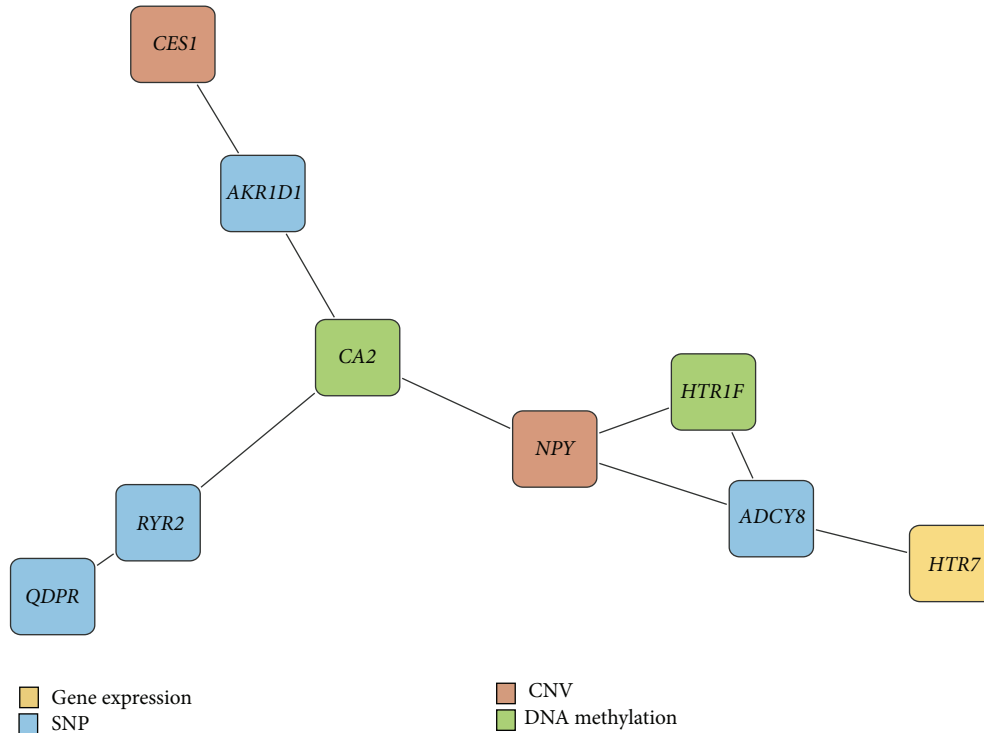 CES1
AKR1D1
CA2
HTR1F
NPY
RYR2
ADCY8
HTR7
QDPR
Gene expression
SNP
CNV
DNA methylation